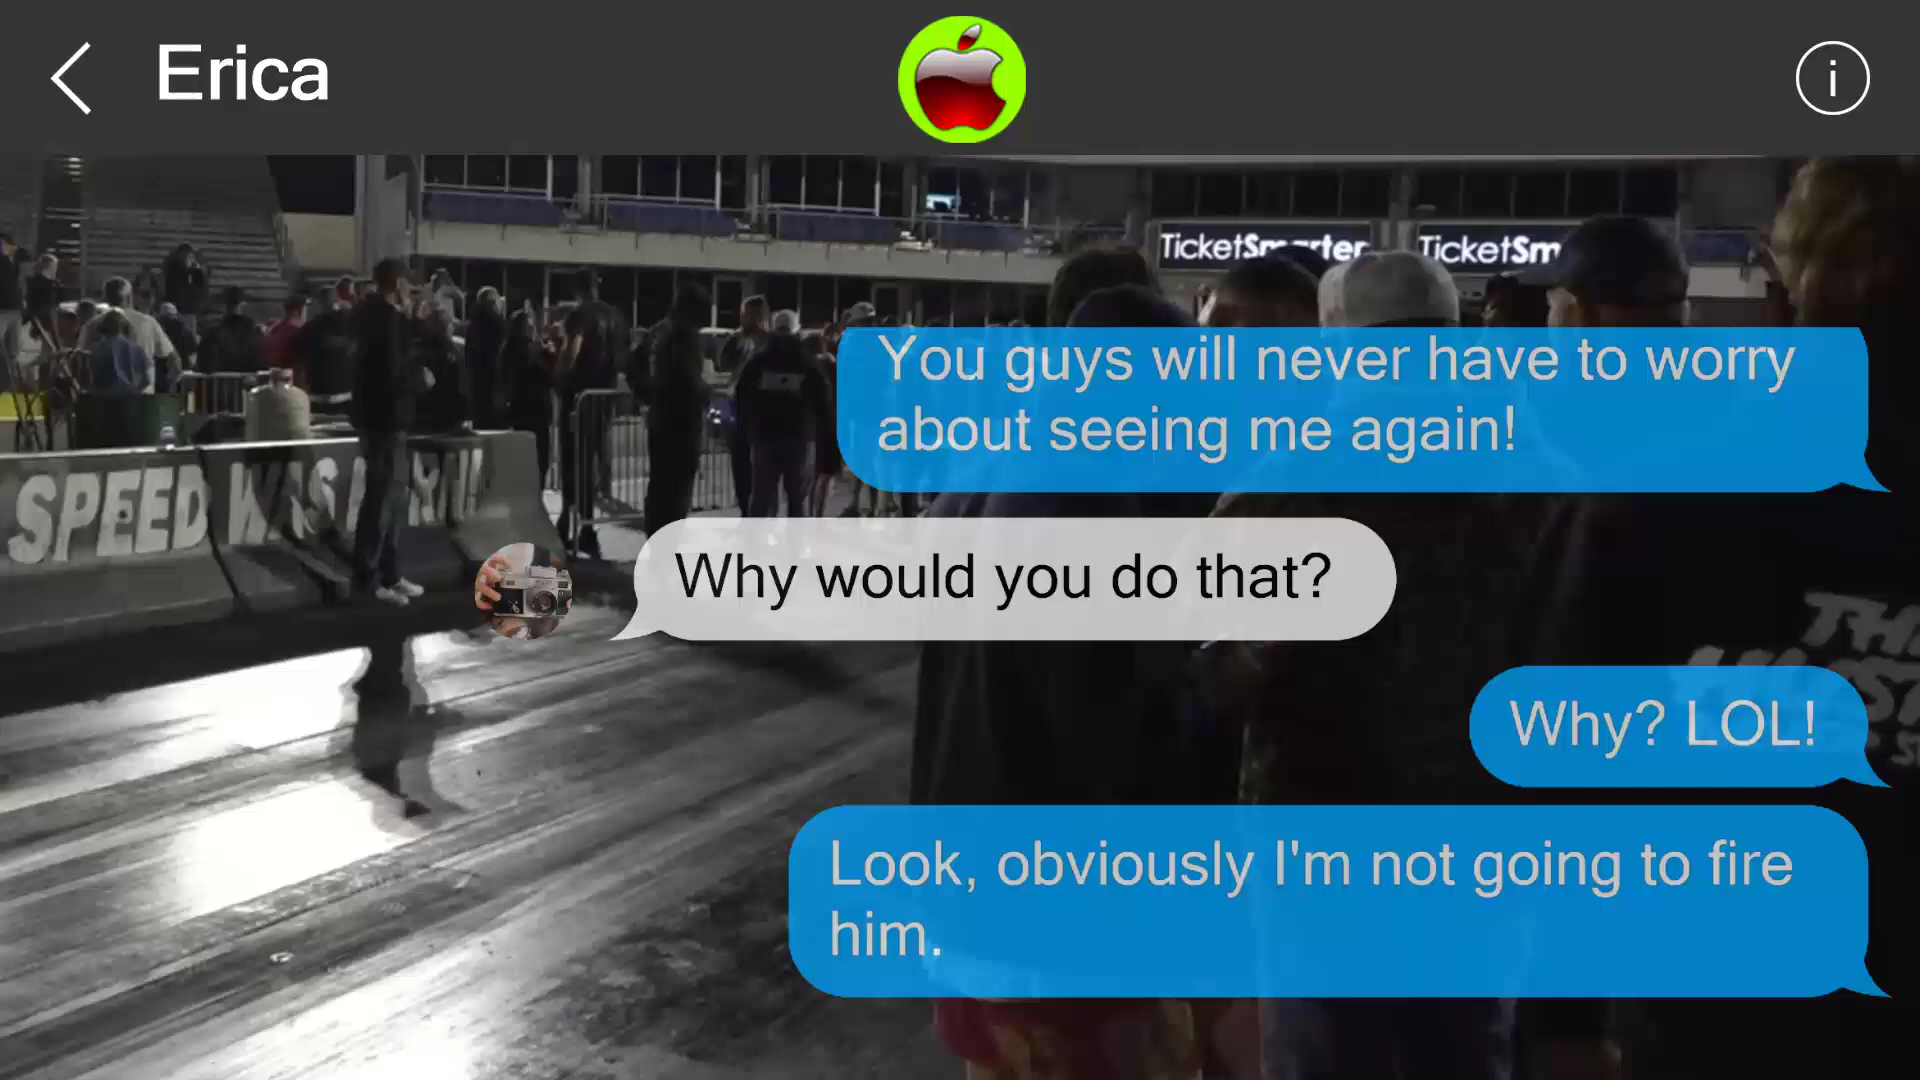 Erica
TicketSmarter
TicketSm
You guys will never have to worry
about seeing me again!
SPEED
Why would you do that?
Why? LOL!
Look, obviously I'm not going to fire
him.